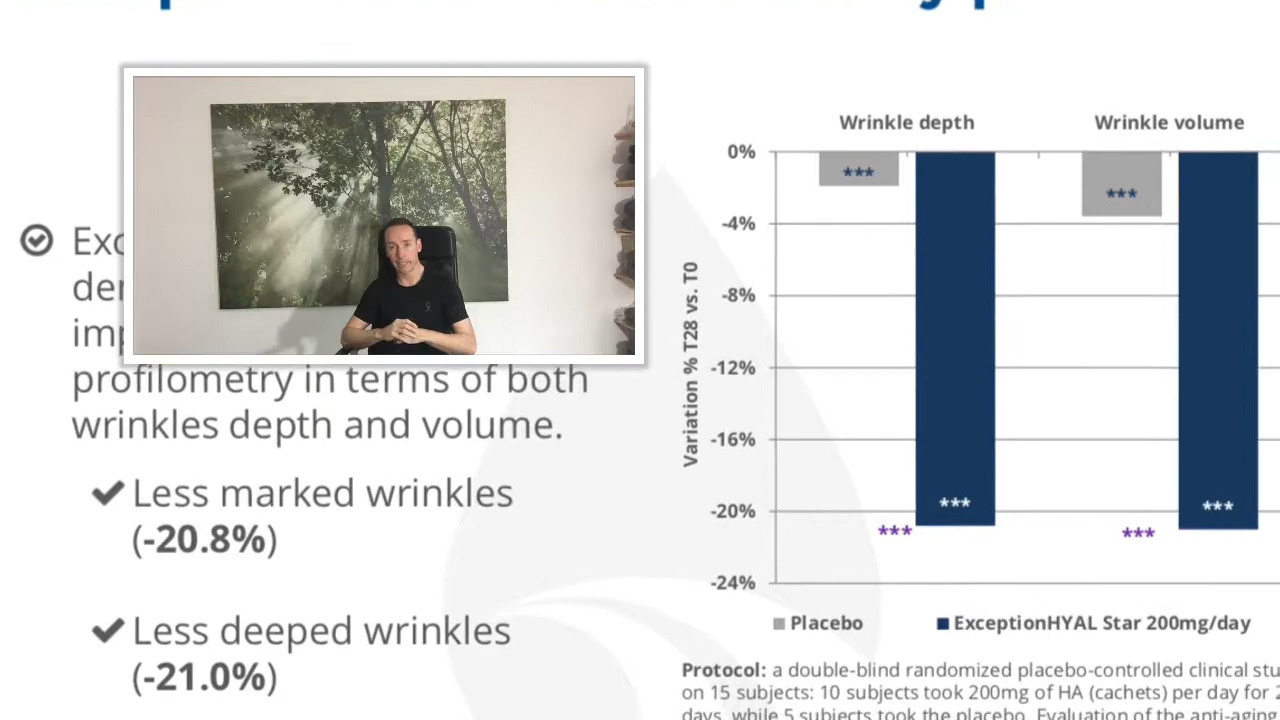 profilometry in terms of both
wrinkles depth and volume.
Less marked wrinkles
(-20.8%)
Less deeped wrinkles
(-21.0%)
Wrinkle depth
Wrinkle volume
0%
-4%
-8%
-12%
-16%
-20%
-24%
Variation % T28 vs. T0
***
***
***
***
***
***
Placebo
ExceptionHYAL Star 200mg/day
Protocol: a double-blind randomized placebo-controlled clinical stu
on 15 subjects: 10 subjects took 200mg of HA (cachets) per day for 2
days, while 5 subjects took the placebo. Evaluation of the anti-aging